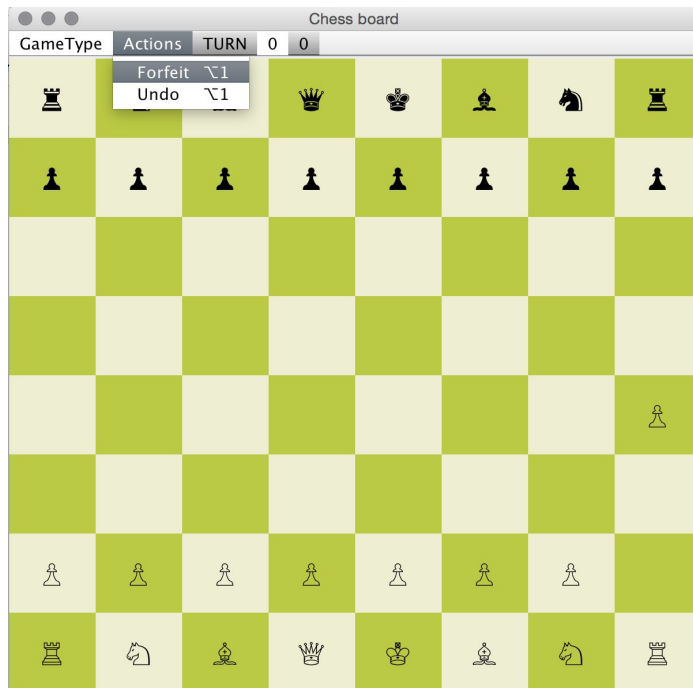 Chess board
GameType Actions TURN 0 0
Forfeit ⌥1
Undo ⌥1